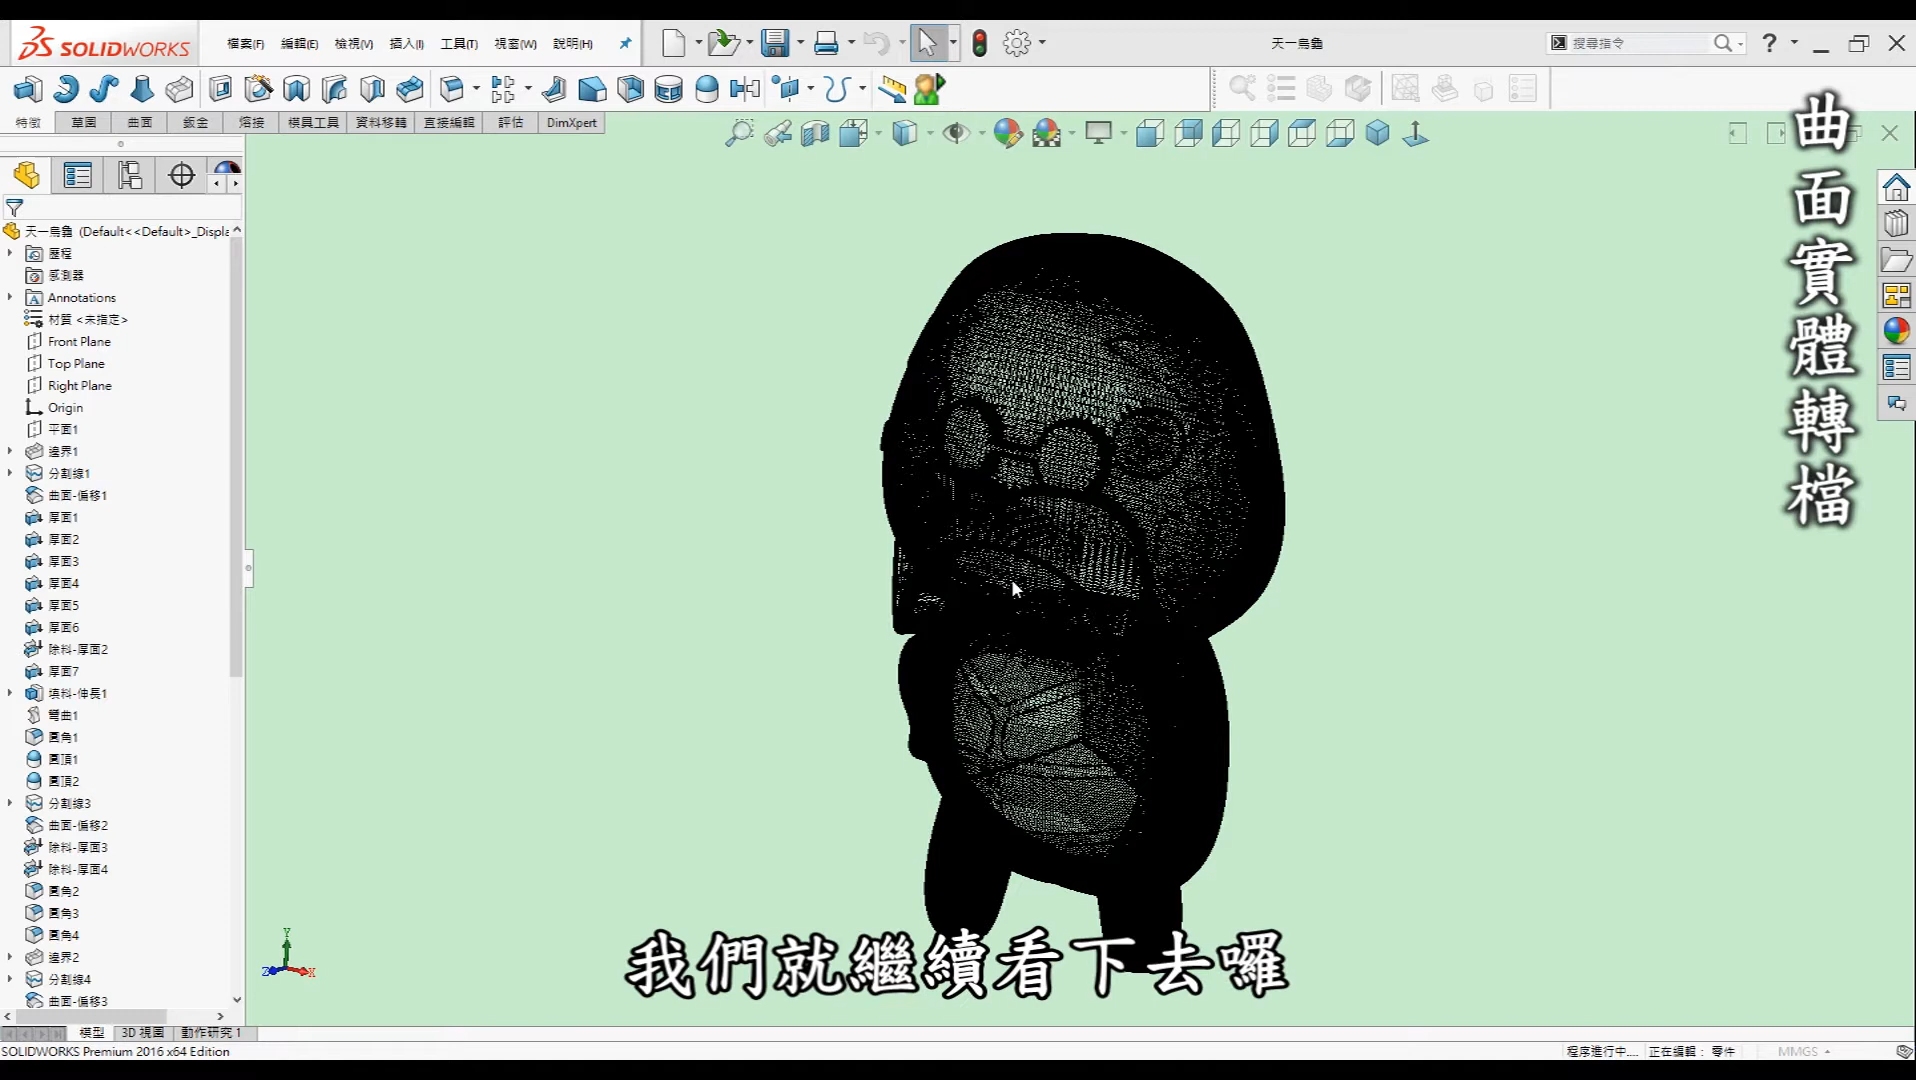 SOLIDWORKS
檔案(F) 編輯(E) 檢視(V) 插入(I) 工具(T) 視窗(W) 說明(H)
天一烏龜
搜尋指令
?
特徵 草圖 曲面 鈑金 熔接 模具工具 資料移轉 直接編輯 評估 DimXpert
曲面實體轉檔
天一烏龜 (Default<<Default>_Displa
歷程
感測器
A Annotations
材質 <未指定>
Front Plane
Top Plane
Right Plane
Origin
平面1
邊界1
分割線1
曲面-偏移1
厚面1
厚面2
厚面3
厚面4
厚面5
厚面6
除料-厚面2
厚面7
填料-伸長1
彎曲1
圓角1
圓頂1
圓頂2
分割線3
曲面-偏移2
除料-厚面3
除料-厚面4
圓角2
圓角3
圓角4
邊界2
分割線4
曲面-偏移3
Y
Z X
我們就繼續看下去囉
模型 3D 視圖 動作研究 1
SOLIDWORKS Premium 2016 x64 Edition
程序進行中.... 正在編輯： 零件 MMGS